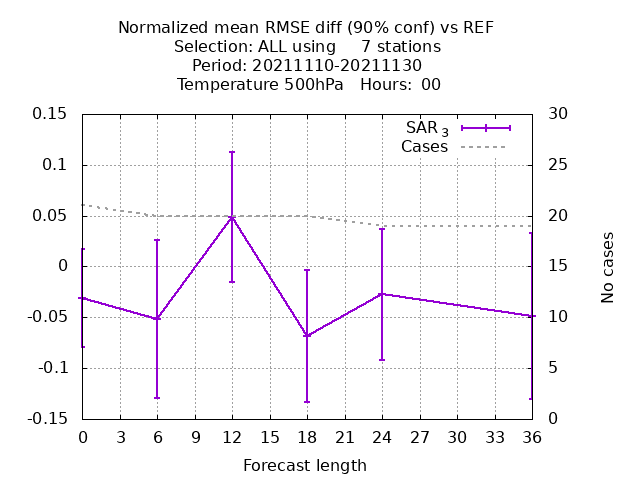 Normalized mean RMSE diff (90% conf) vs REF
Selection: ALL using 7 stations
Period: 20211110-20211130
Temperature 500hPa Hours: 00
SAR 3
Cases
0.15
0.1
0.05
0
-0.05
-0.1
-0.15
30
25
20
15
10
5
0
No cases
0 3 6 9 12 15 18 21 24 27 30 33 36
Forecast length